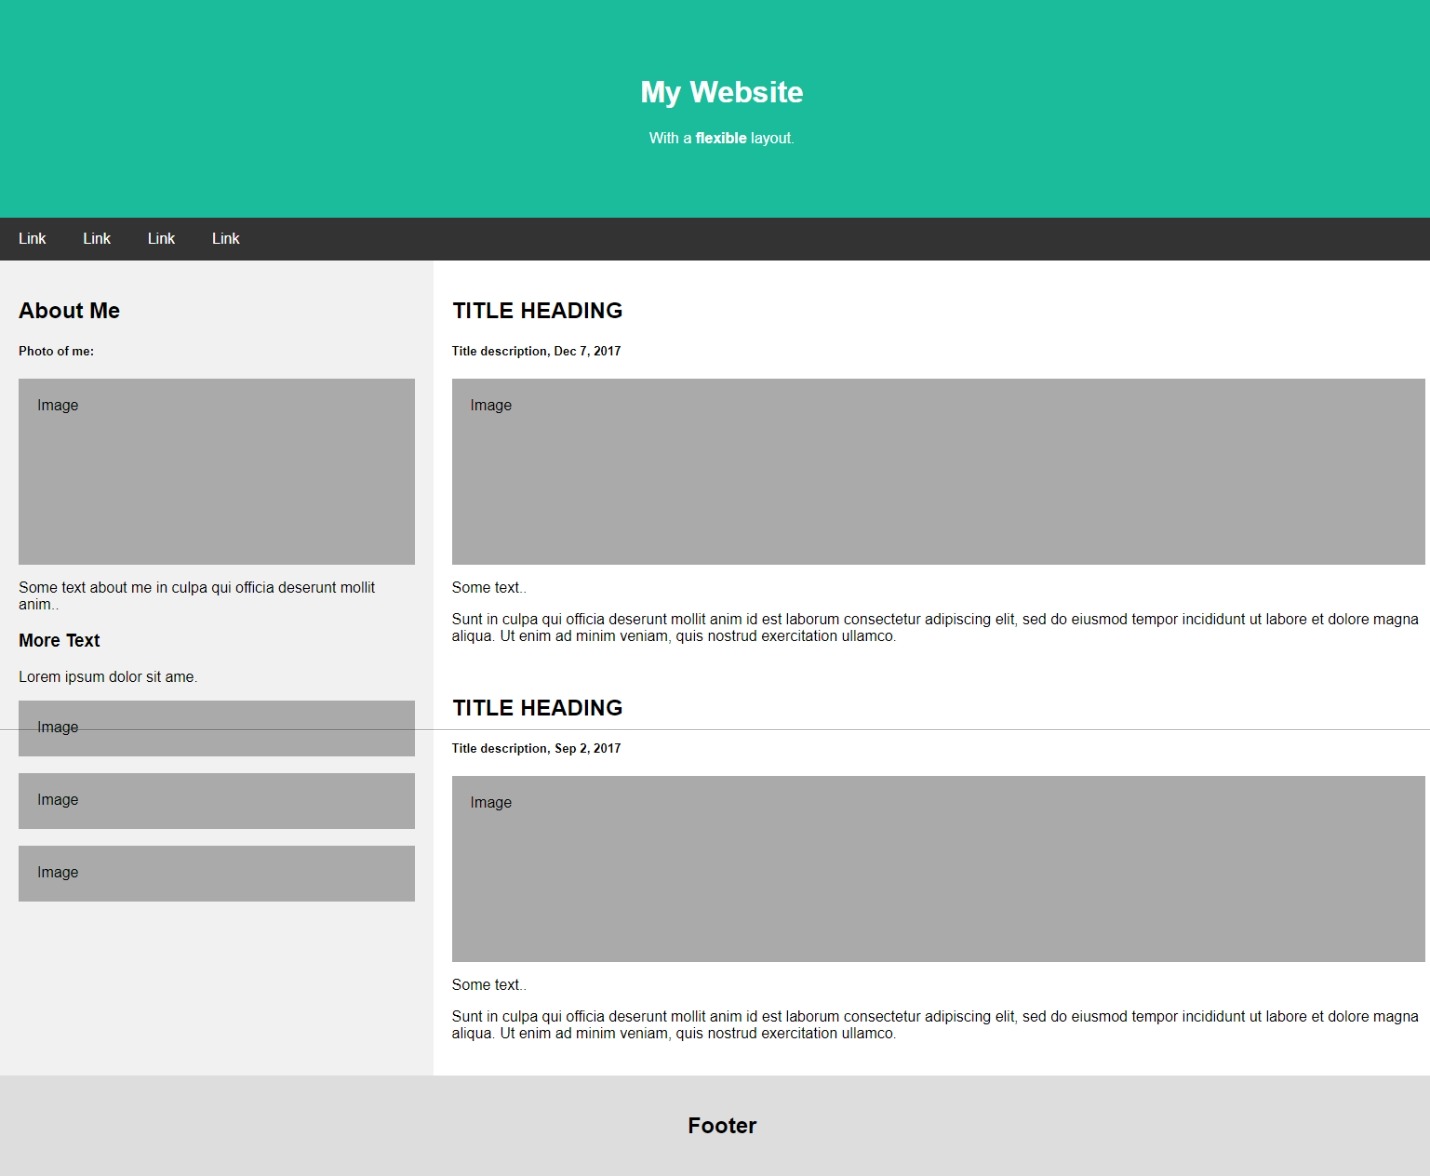 My Website
With a flexible layout.
Link Link Link Link
About Me
Photo of me:
Image
Some text about me in culpa qui officia deserunt mollit
anim..
More Text
Lorem ipsum dolor sit ame.
Image
Image
Image
TITLE HEADING
Title description, Dec 7, 2017
Image
Some text..
Sunt in culpa qui officia deserunt mollit anim id est laborum consectetur adipiscing elit, sed do eiusmod tempor incididunt ut labore et dolore magna
aliqua. Ut enim ad minim veniam, quis nostrud exercitation ullamco.
TITLE HEADING
Title description, Sep 2, 2017
Image
Some text..
Sunt in culpa qui officia deserunt mollit anim id est laborum consectetur adipiscing elit, sed do eiusmod tempor incididunt ut labore et dolore magna
aliqua. Ut enim ad minim veniam, quis nostrud exercitation ullamco.
Footer